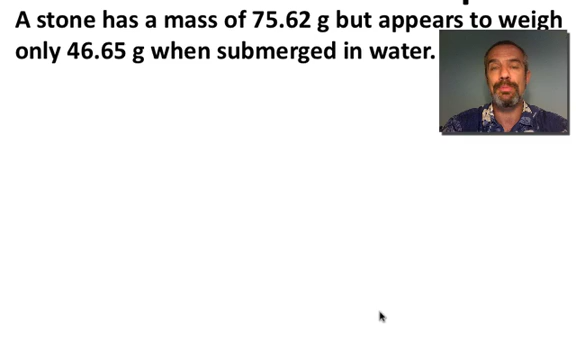 A stone has a mass of 75.62 g but appears to weigh
only 46.65 g when submerged in water.